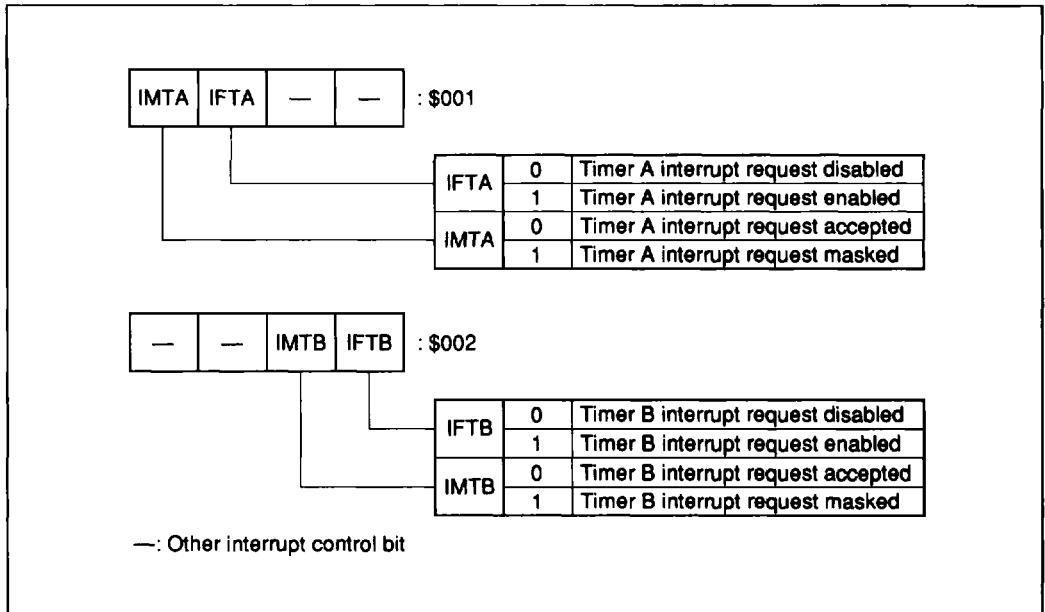 IMTA IFTA — — : $001
IFTA 0 Timer A interrupt request disabled
1 Timer A interrupt request enabled
IMTA 0 Timer A interrupt request accepted
1 Timer A interrupt request masked
— — IMTB IFTB : $002
IFTB 0 Timer B interrupt request disabled
1 Timer B interrupt request enabled
IMTB 0 Timer B interrupt request accepted
1 Timer B interrupt request masked
—: Other interrupt control bit